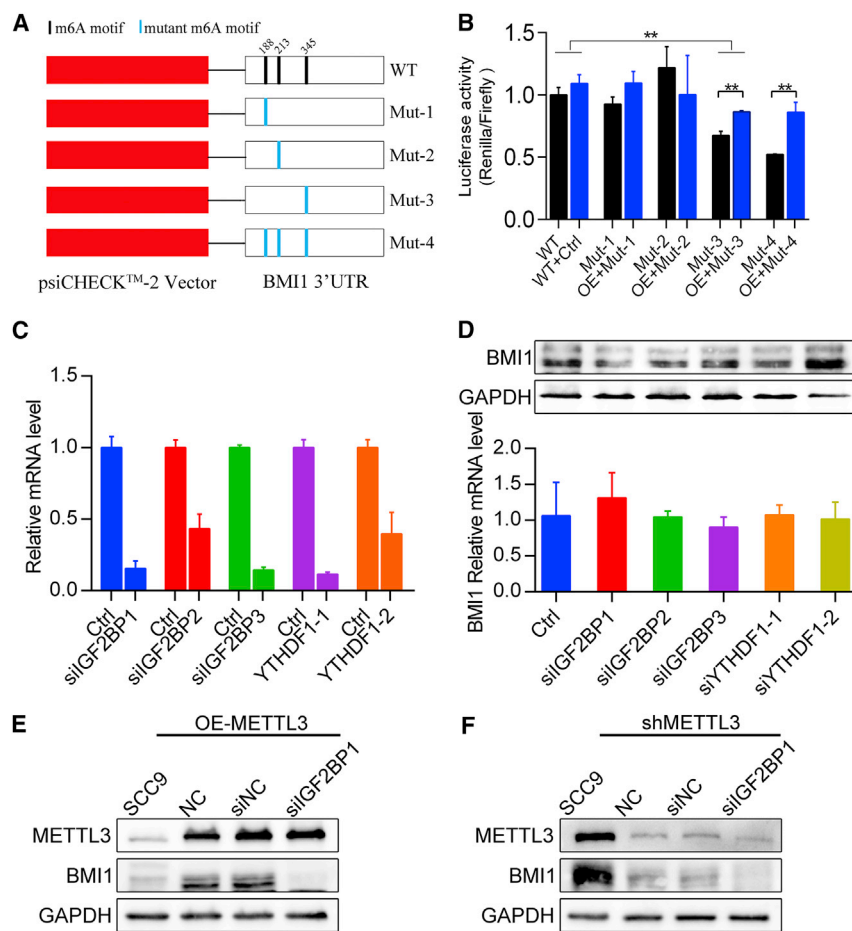 A
m6A motif
mutant m6A motif
188
213
345
WT
Mut-1
Mut-2
Mut-3
Mut-4
psiCHECK™-2 Vector
BMI1 3'UTR
B
Luciferase activity
(Renilla/Firefly)
1.5
1.0
0.5
0.0
**
**
**
WT
WT+Ctrl
Mut-1
OE+Mut-1
Mut-2
OE+Mut-2
Mut-3
OE+Mut-3
Mut-4
OE+Mut-4
C
Relative mRNA level
1.5
1.0
0.5
0.0
Ctrl
siIGF2BP1
Ctrl
siIGF2BP2
Ctrl
siIGF2BP3
Ctrl
YTHDF1-1
Ctrl
YTHDF1-2
D
BMI1
GAPDH
BMI1 Relative mRNA level
2.0
1.5
1.0
0.5
0.0
Ctrl
siIGF2BP1
siIGF2BP2
siIGF2BP3
siYTHDF1-1
siYTHDF1-2
E
OE-METTL3
SCC9
NC
siNC
siIGF2BP1
METTL3
BMI1
GAPDH
F
shMETTL3
SCC9
NC
siNC
siIGF2BP1
METTL3
BMI1
GAPDH